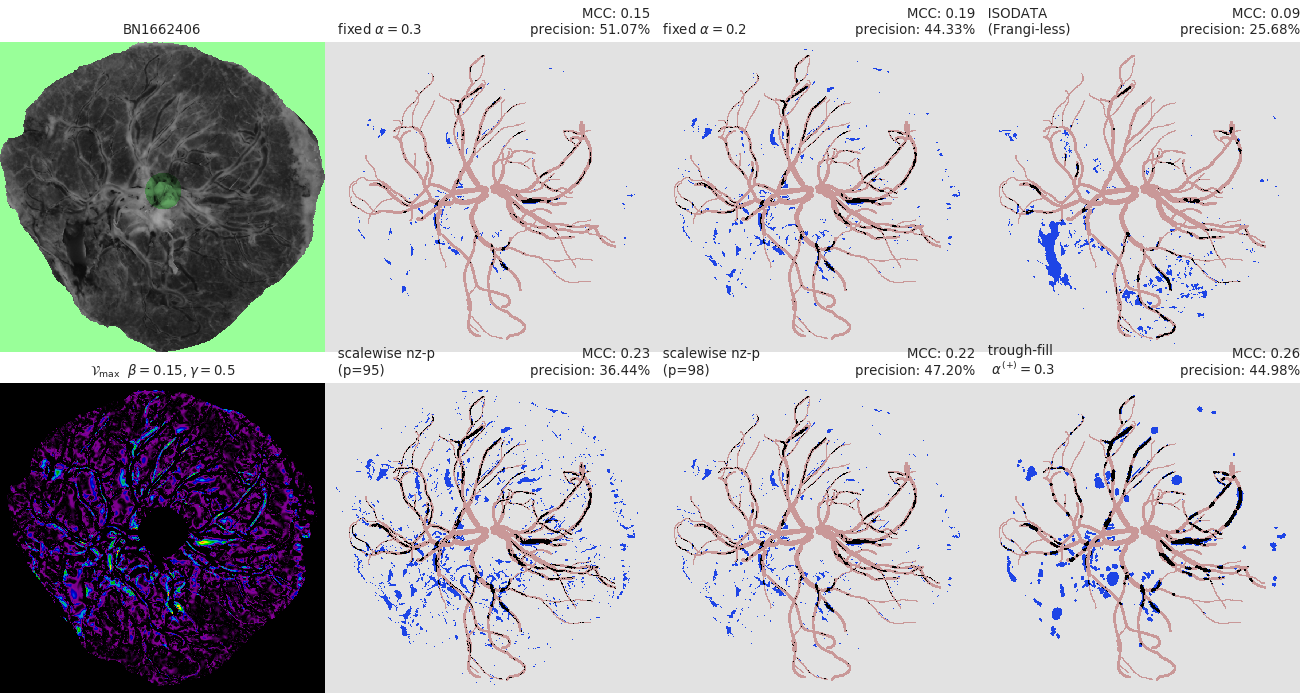 BN1662406
fixed α = 0.3
MCC: 0.15
precision: 51.07%
fixed α = 0.2
MCC: 0.19
precision: 44.33%
ISODATA
(Frangi-less)
MCC: 0.09
precision: 25.68%
𝒱max β = 0.15, γ = 0.5
scalewise nz-p
(p=95)
MCC: 0.23
precision: 36.44%
scalewise nz-p
(p=98)
MCC: 0.22
precision: 47.20%
trough-fill
α(+) = 0.3
MCC: 0.26
precision: 44.98%